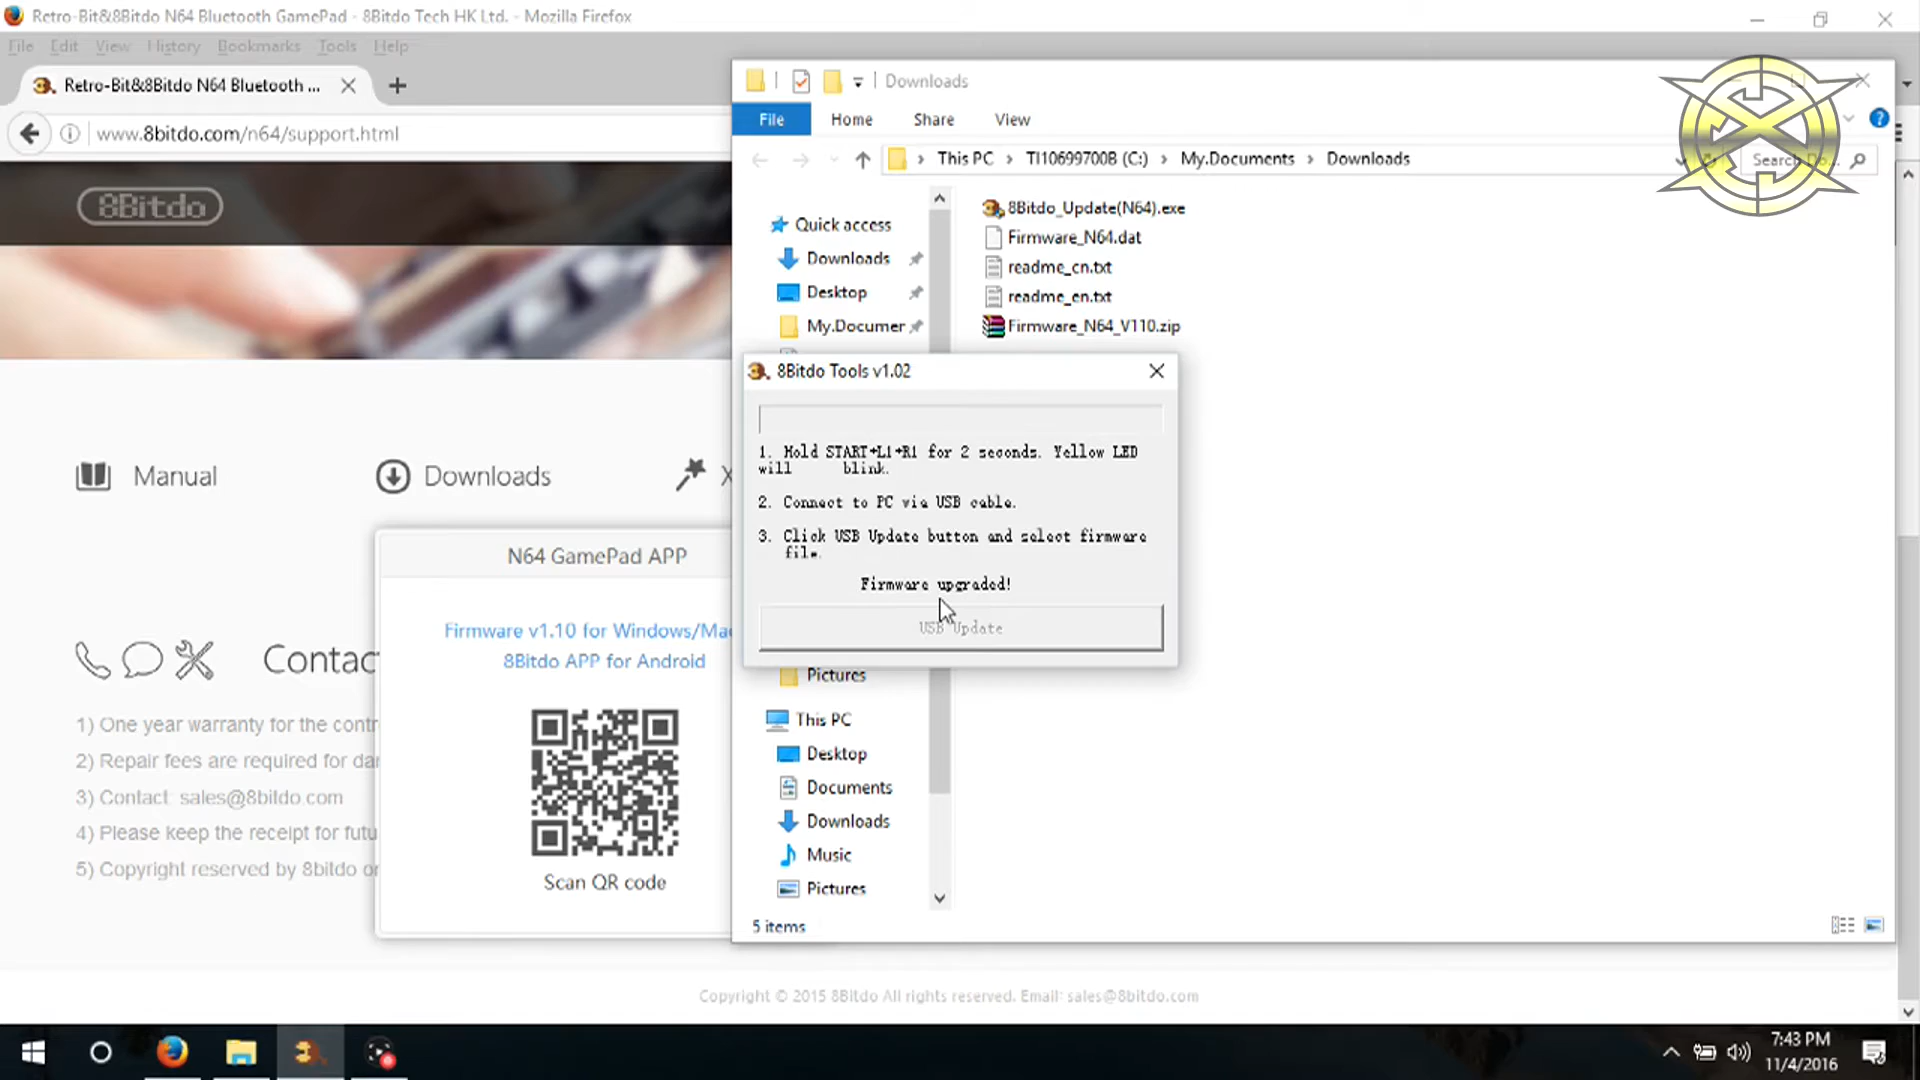 Retro-Bit&8Bitdo N64 Bluetooth GamePad - 8Bitdo Tech HK Ltd. - Mozilla Firefox
File Edit View History Bookmarks Tools Help
Retro-Bit&8Bitdo N64 Bluetooth ...
www.8bitdo.com/n64/support.html
8Bitdo
Manual
Downloads
X
N64 GamePad APP
Firmware v1.10 for Windows/Mac
8Bitdo APP for Android
Scan QR code
Contac
1) One year warranty for the contr
2) Repair fees are required for dar
3) Contact: sales@8bitdo.com
4) Please keep the receipt for futu
5) Copyright reserved by 8bitdo or
Copyright © 2015 8Bitdo All rights reserved. Email: sales@8bitdo.com
Downloads
File Home Share View
This PC > TI10699700B (C:) > My.Documents > Downloads
Search Do...
Quick access
Downloads
Desktop
My.Documer
Pictures
This PC
Desktop
Documents
Downloads
Music
Pictures
8Bitdo_Update(N64).exe
Firmware_N64.dat
readme_cn.txt
readme_en.txt
Firmware_N64_V110.zip
5 items
8Bitdo Tools v1.02
1. Hold START+L1+R1 for 2 seconds. Yellow LED
will blink.
2. Connect to PC via USB cable.
3. Click USB Update button and select firmware
file.
Firmware upgraded!
USB Update
7:43 PM
11/4/2016